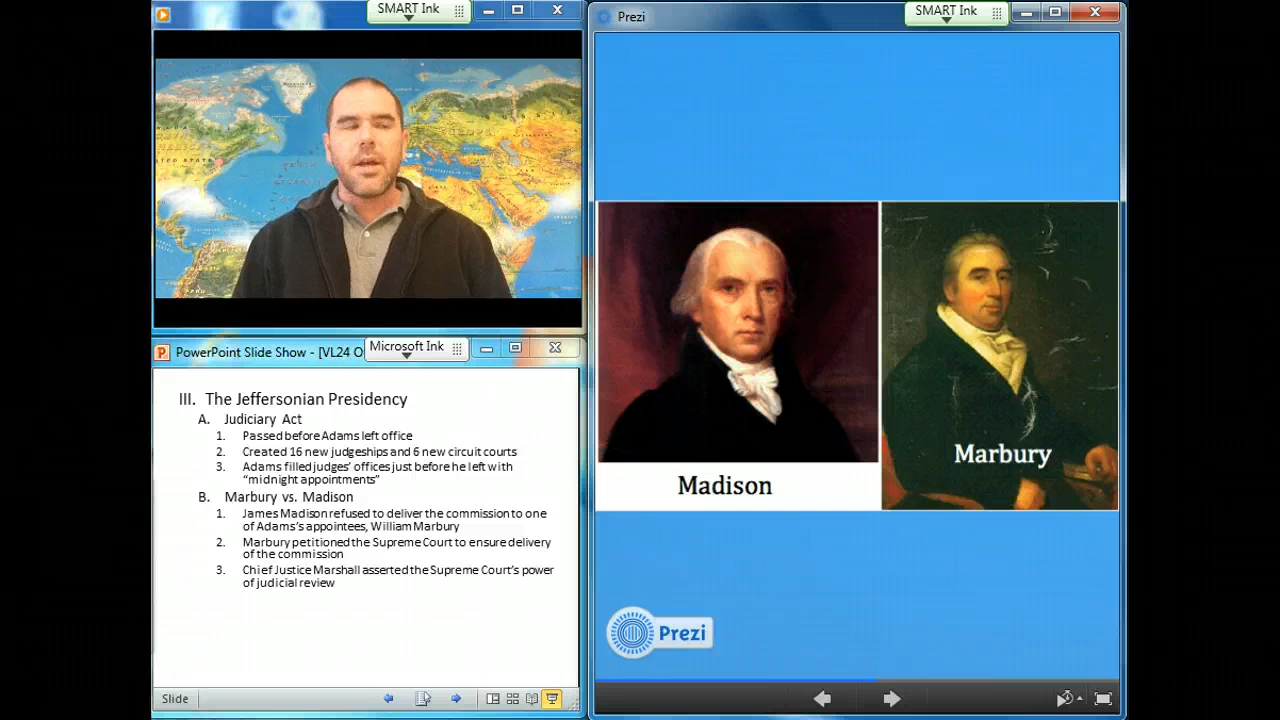 SMART Ink
SMART Ink
Prezi
Microsoft Ink
PowerPoint Slide Show - [VL24 O
III. The Jeffersonian Presidency
A. Judiciary Act
1. Passed before Adams left office
2. Created 16 new judgeships and 6 new circuit courts
3. Adams filled judges’ offices just before he left with
“midnight appointments”
B. Marbury vs. Madison
1. James Madison refused to deliver the commission to one
of Adams’s appointees, William Marbury
2. Marbury petitioned the Supreme Court to ensure delivery
of the commission
3. Chief Justice Marshall asserted the Supreme Court’s power
of judicial review
Slide
Madison
Marbury
Prezi